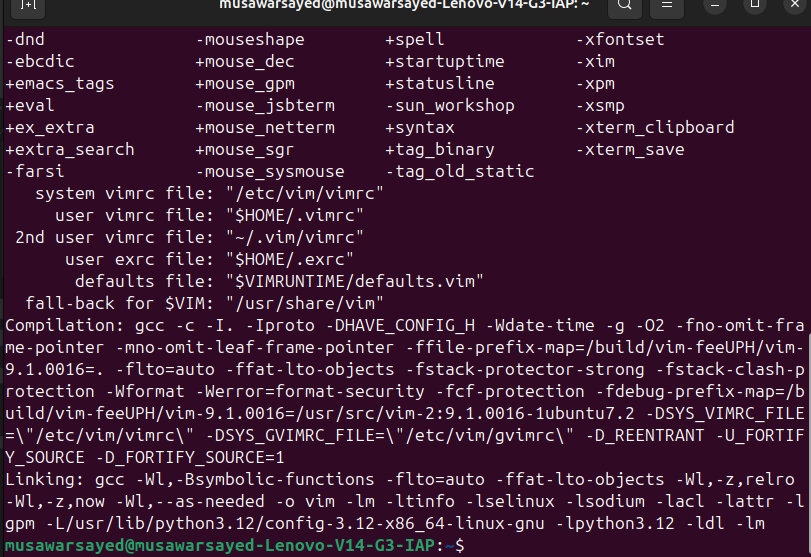 musawarsayed@musawarsayed-Lenovo-V14-G3-IAP: ~
-dnd -mouseshape +spell -xfontset
-ebcdic +mouse_dec +startuptime -xim
+emacs_tags +mouse_gpm +statusline -xpm
+eval -mouse_jsbterm -sun_workshop -xsmp
+ex_extra +mouse_netterm +syntax -xterm_clipboard
+extra_search +mouse_sgr +tag_binary -xterm_save
-farsi -mouse_sysmouse -tag_old_static
system vimrc file: "/etc/vim/vimrc"
user vimrc file: "$HOME/.vimrc"
2nd user vimrc file: "~/.vim/vimrc"
user exrc file: "$HOME/.exrc"
defaults file: "$VIMRUNTIME/defaults.vim"
fall-back for $VIM: "/usr/share/vim"
Compilation: gcc -c -I. -Iproto -DHAVE_CONFIG_H -Wdate-time -g -O2 -fno-omit-fra
me-pointer -mno-omit-leaf-frame-pointer -ffile-prefix-map=/build/vim-feeUPH/vim-
9.1.0016=. -flto=auto -ffat-lto-objects -fstack-protector-strong -fstack-clash-p
rotection -Wformat -Werror=format-security -fcf-protection -fdebug-prefix-map=/b
uild/vim-feeUPH/vim-9.1.0016=/usr/src/vim-2:9.1.0016-1ubuntu7.2 -DSYS_VIMRC_FILE
=\"/etc/vim/vimrc\" -DSYS_GVIMRC_FILE=\"/etc/vim/gvimrc\" -D_REENTRANT -U_FORTIF
Y_SOURCE -D_FORTIFY_SOURCE=1
Linking: gcc -Wl,-Bsymbolic-functions -flto=auto -ffat-lto-objects -Wl,-z,relro
-Wl,-z,now -Wl,--as-needed -o vim -lm -ltinfo -lselinux -lsodium -lacl -lattr -l
gpm -L/usr/lib/python3.12/config-3.12-x86_64-linux-gnu -lpython3.12 -ldl -lm
musawarsayed@musawarsayed-Lenovo-V14-G3-IAP:~$